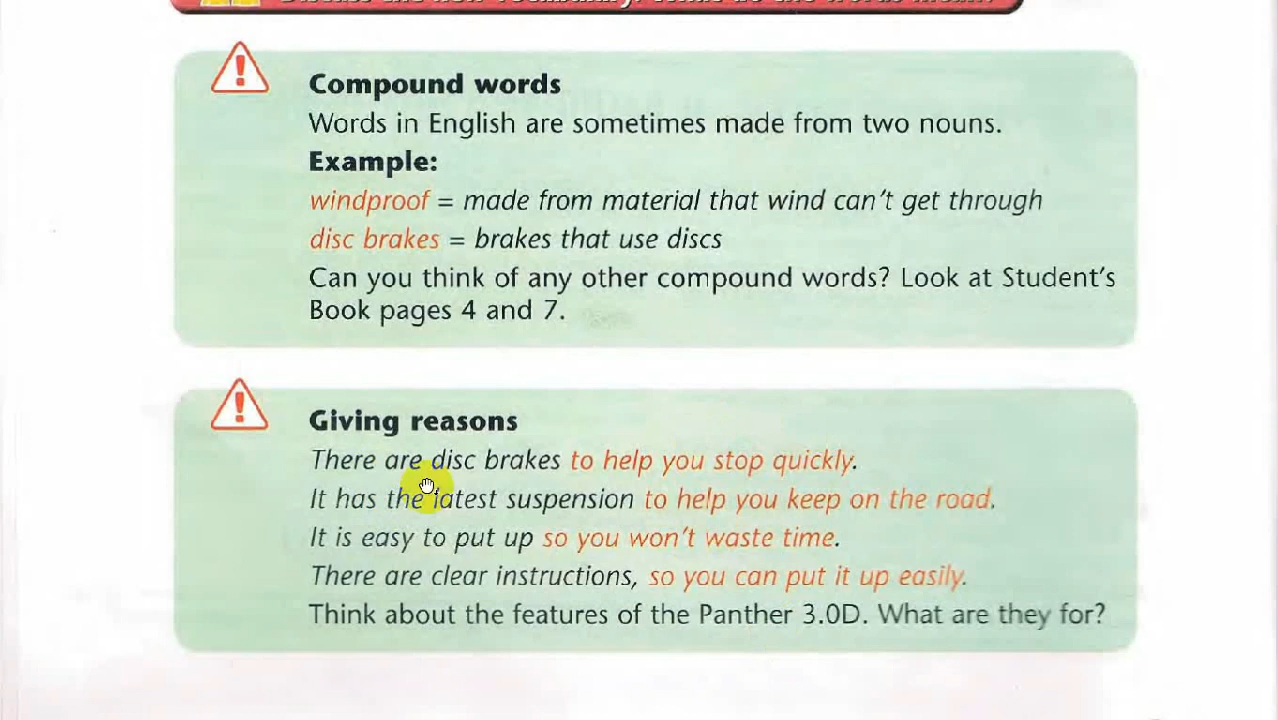 Compound words
Words in English are sometimes made from two nouns.
Example:
windproof = made from material that wind can't get through
disc brakes = brakes that use discs
Can you think of any other compound words? Look at Student's
Book pages 4 and 7.
Giving reasons
There are disc brakes to help you stop quickly.
It has the latest suspension to help you keep on the road.
It is easy to put up so you won't waste time.
There are clear instructions, so you can put it up easily.
Think about the features of the Panther 3.0D. What are they for?